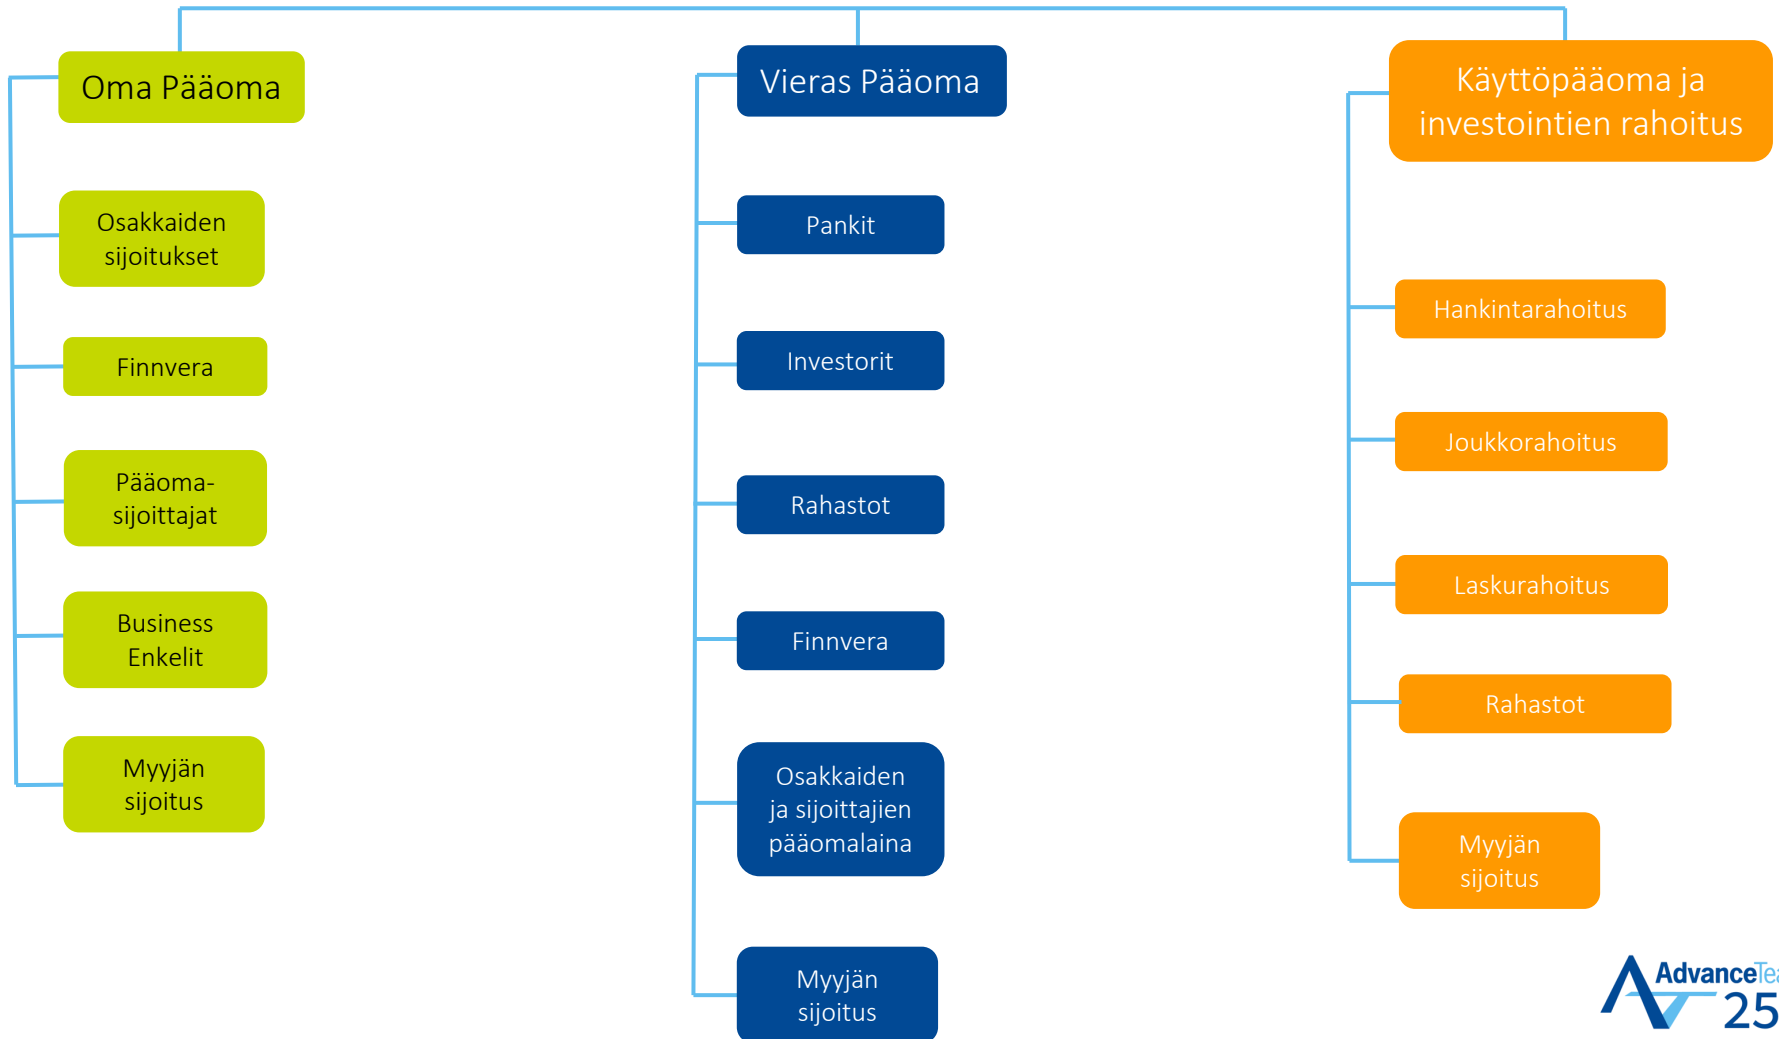 Oma Pääoma
Osakkaiden
sijoitukset
Finnvera
Pääoma-
sijoittajat
Business
Enkelit
Myyjän
sijoitus
Vieras Pääoma
Pankit
Investorit
Rahastot
Finnvera
Osakkaiden
ja sijoittajien
pääomalaina
Myyjän
sijoitus
Käyttöpääoma ja
investointien rahoitus
Hankintarahoitus
Joukkorahoitus
Laskurahoitus
Rahastot
Myyjän
sijoitus
AdvanceTea
25